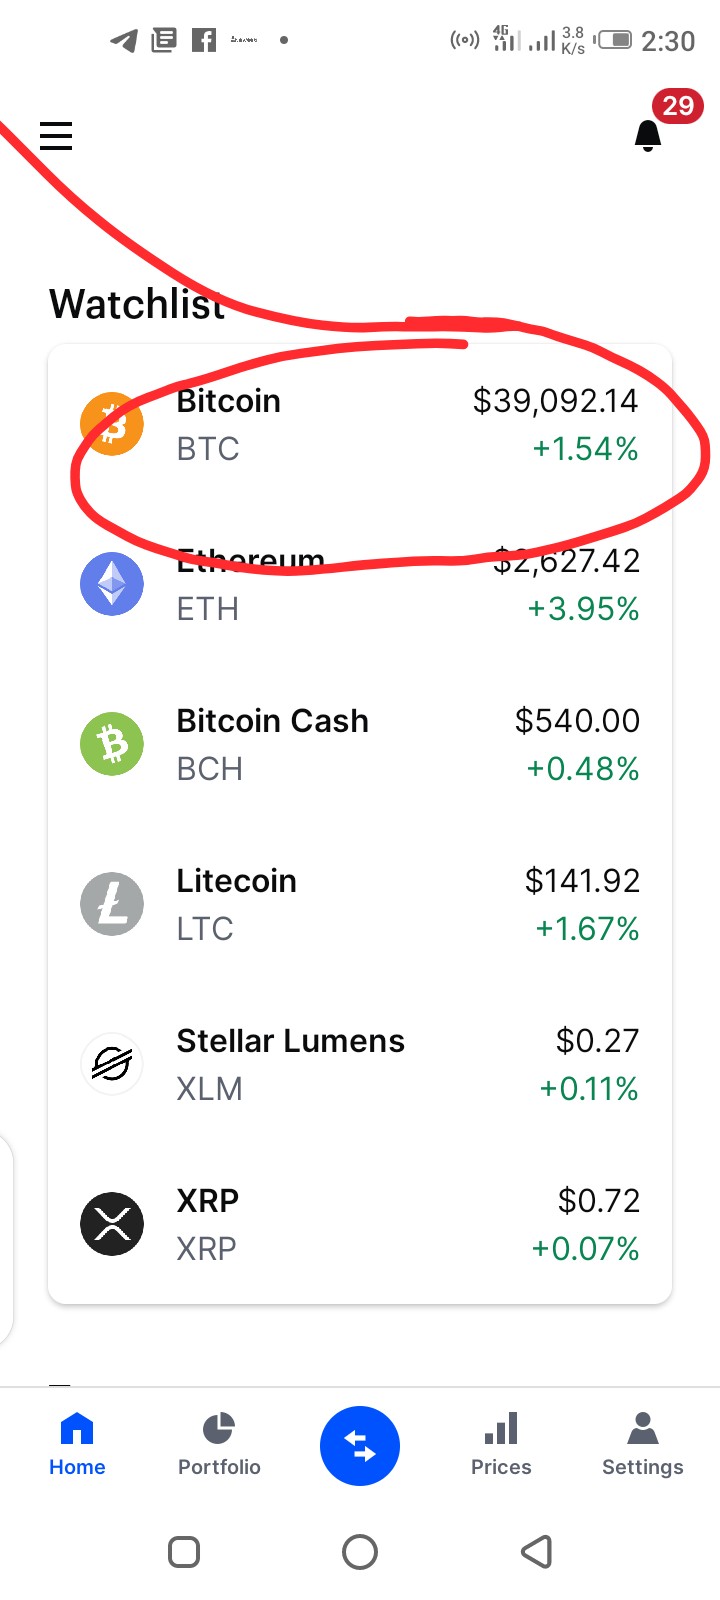 4G
3.8
K/s
2:30
29
Watchlist
Bitcoin
$39,092.14
BTC
+1.54%
Ethereum
$2,627.42
ETH
+3.95%
Bitcoin Cash
$540.00
BCH
+0.48%
Litecoin
$141.92
LTC
+1.67%
Stellar Lumens
$0.27
XLM
+0.11%
XRP
$0.72
XRP
+0.07%
Home
Portfolio
Prices
Settings